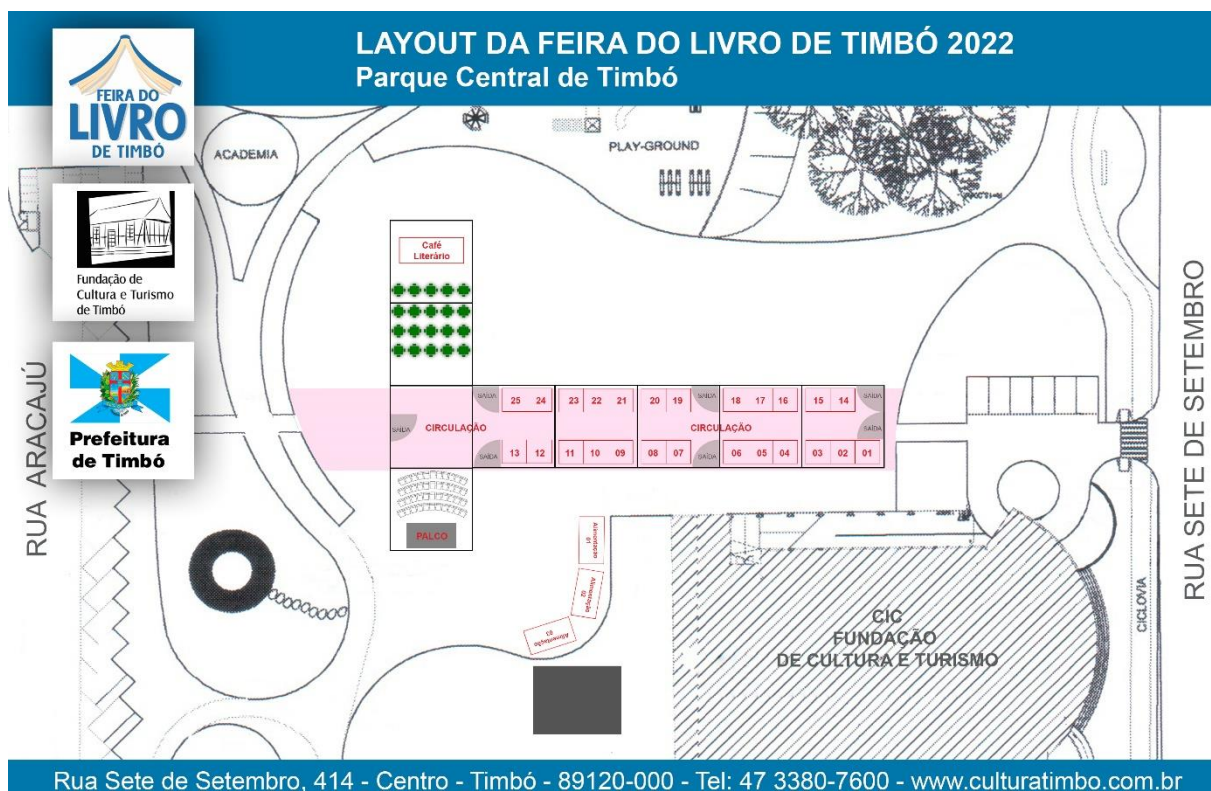 LAYOUT DA FEIRA DO LIVRO DE TIMBÓ 2022
Parque Central de Timbó
FEIRA DO
LIVRO
DE TIMBÓ
Fundação de
Cultura e Turismo
de Timbó
Prefeitura
de Timbó
RUA ARACAJÚ
ACADEMIA
PLAY-GROUND
Café
Literário
SAÍDA
25 24 23 22 21 20 19
SAÍDA
18 17 16 15 14
SAÍDA
SAÍDA
CIRCULAÇÃO
CIRCULAÇÃO
SAÍDA
SAÍDA
13 12 11 10 09 08 07
SAÍDA
06 05 04 03 02 01
PALCO
Alimentação
01
Alimentação
02
Alimentação
03
CIC
FUNDAÇÃO
DE CULTURA E TURISMO
CICLOVIA
RUA SETE DE SETEMBRO
Rua Sete de Setembro, 414 - Centro - Timbó - 89120-000 - Tel: 47 3380-7600 - www.culturatimbo.com.br